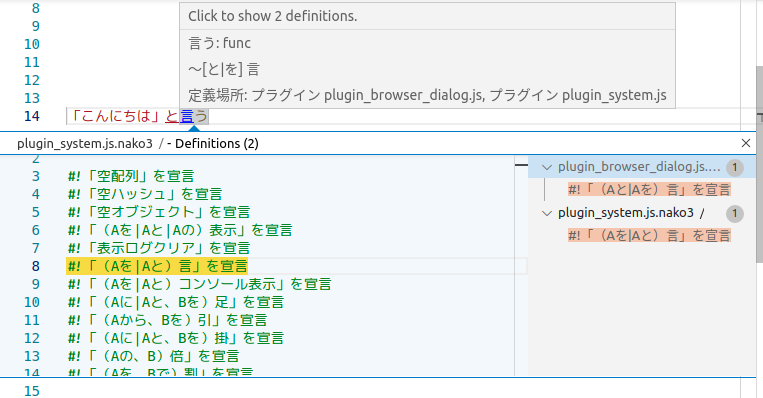 8
9
10
11
12
13
Click to show 2 definitions.
言う: func
～[と|を] 言
定義場所: プラグイン plugin_browser_dialog.js, プラグイン plugin_system.js
14 「こんにちは」と言う
plugin_system.js.nako3 / - Definitions (2)
2
3 #!「空配列」を宣言
4 #!「空ハッシュ」を宣言
5 #!「空オブジェクト」を宣言
6 #!「（Aを|Aと|Aの）表示」を宣言
7 #!「表示ログクリア」を宣言
8 #!「（Aを|Aと）言」を宣言
9 #!「（Aを|Aと）コンソール表示」を宣言
10 #!「（Aに|Aと、Bを）足」を宣言
11 #!「（Aから、Bを）引」を宣言
12 #!「（Aに|Aと、Bを）掛」を宣言
13 #!「（Aの、B）倍」を宣言
14 #!「（Aを、Bで）割」を宣言
plugin_browser_dialog.js.... 1
#!「（Aと|Aを）言」を宣言
plugin_system.js.nako3 / 1
#!「（Aを|Aと）言」を宣言
15